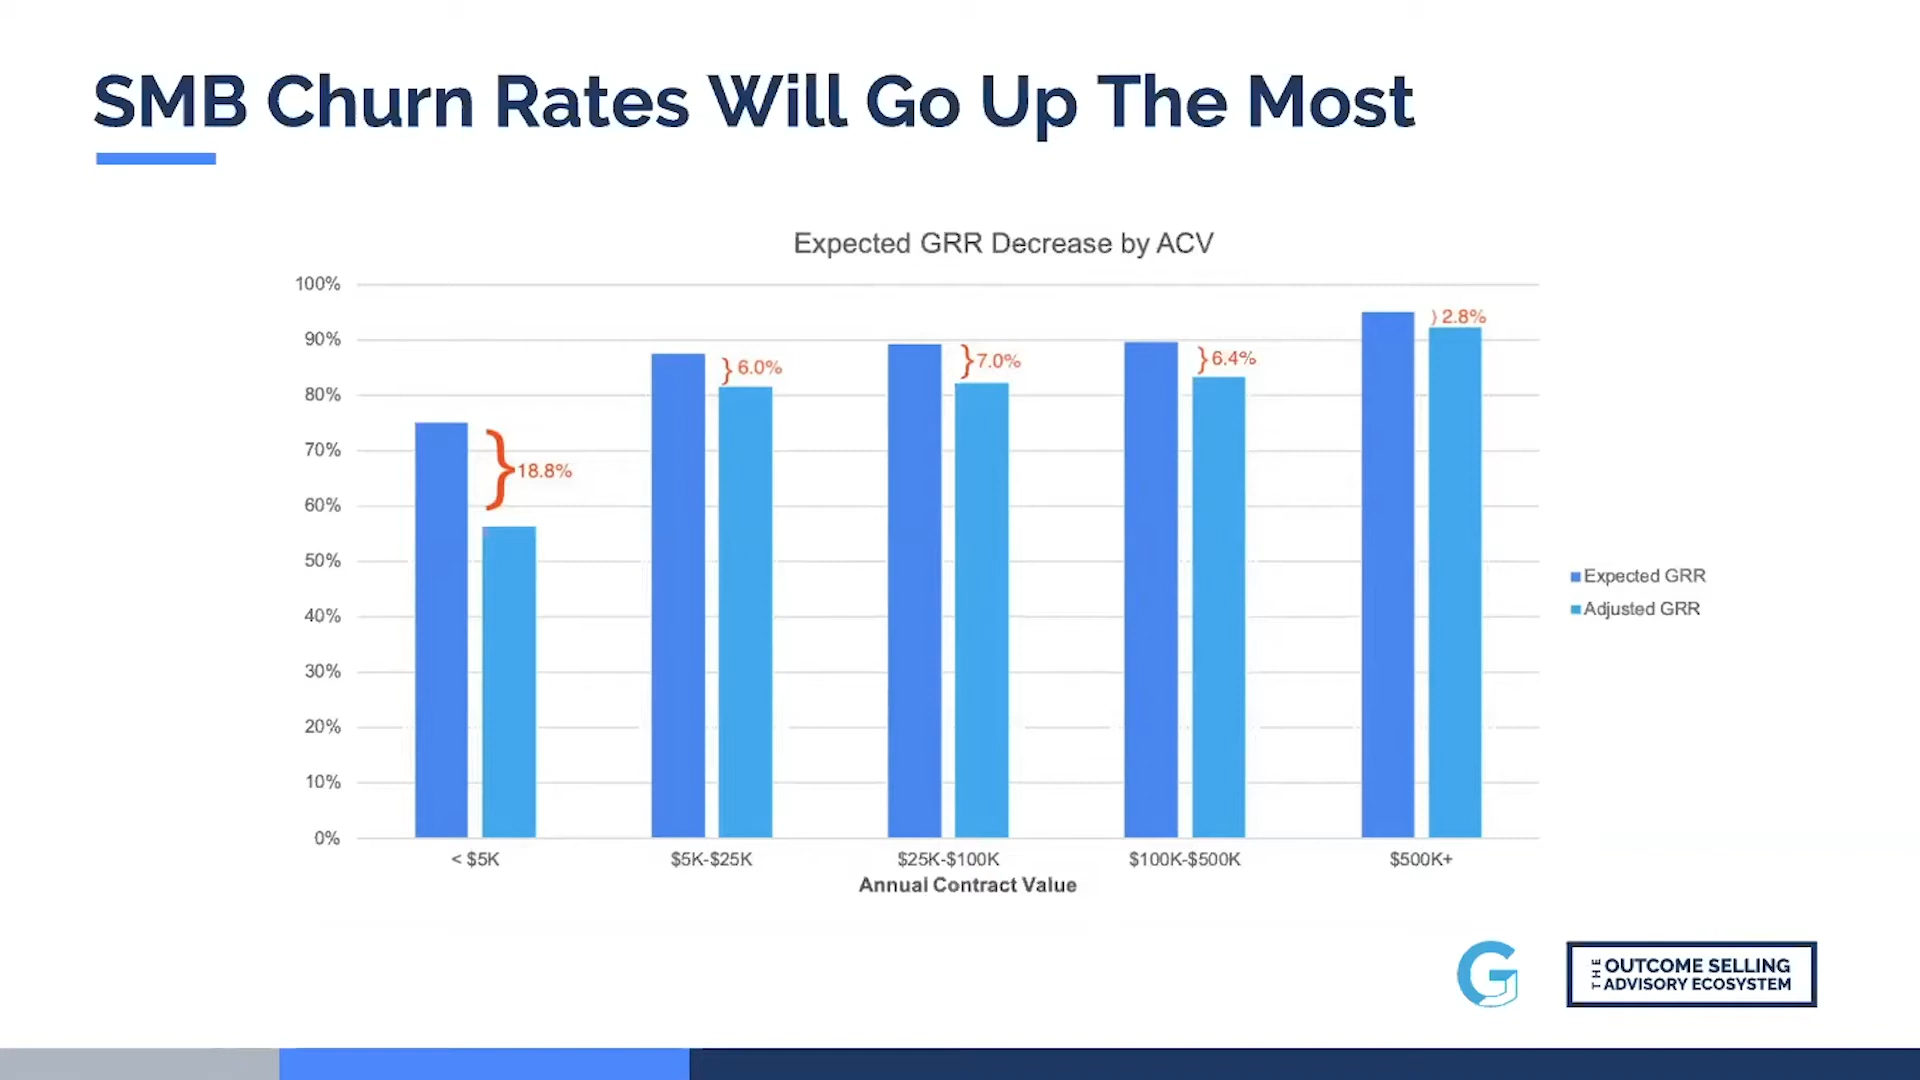 SMB Churn Rates Will Go Up The Most
Expected GRR Decrease by ACV
100%
90%
80%
70%
60%
50%
40%
30%
20%
10%
0%
18.8%
6.0%
7.0%
6.4%
2.8%
< $5K
$5K-$25K
$25K-$100K
$100K-$500K
$500K+
Annual Contract Value
Expected GRR
Adjusted GRR
G
THE
OUTCOME SELLING
ADVISORY ECOSYSTEM